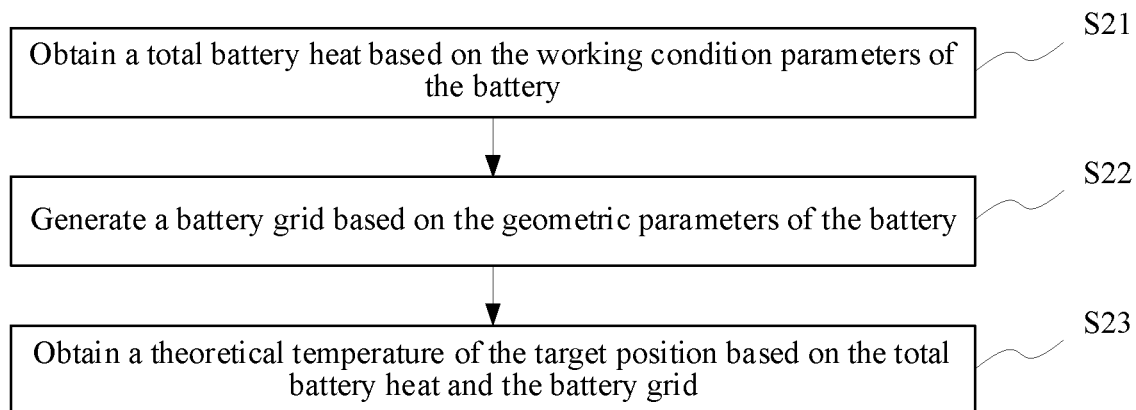 S21
Obtain a total battery heat based on the working condition parameters of
the battery
S22
Generate a battery grid based on the geometric parameters of the battery
S23
Obtain a theoretical temperature of the target position based on the total
battery heat and the battery grid